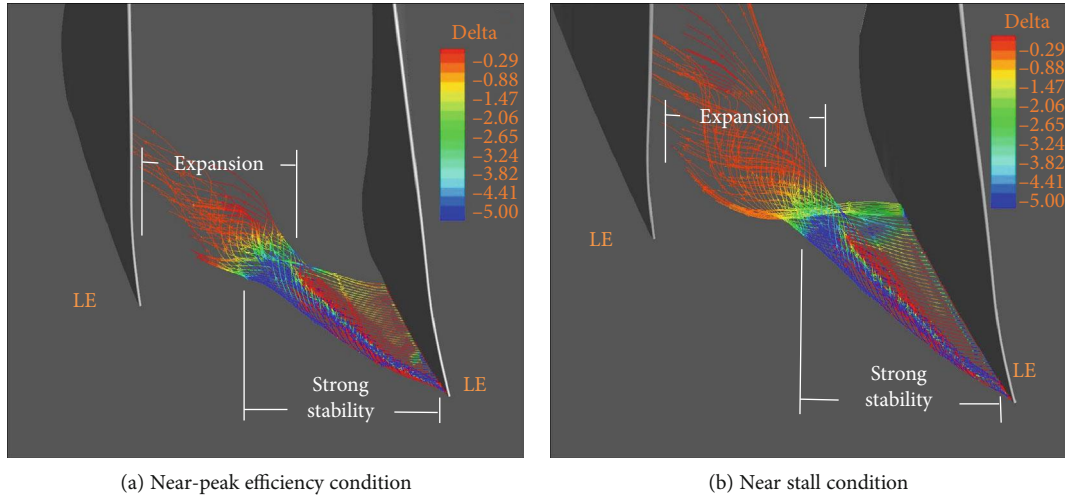 Delta
−0.29
−0.88
−1.47
−2.06
−2.65
−3.24
−3.82
−4.41
−5.00
Expansion
LE
LE
Strong
stability
(a) Near-peak efficiency condition
Delta
−0.29
−0.88
−1.47
−2.06
−2.65
−3.24
−3.82
−4.41
−5.00
Expansion
LE
LE
Strong
stability
(b) Near stall condition